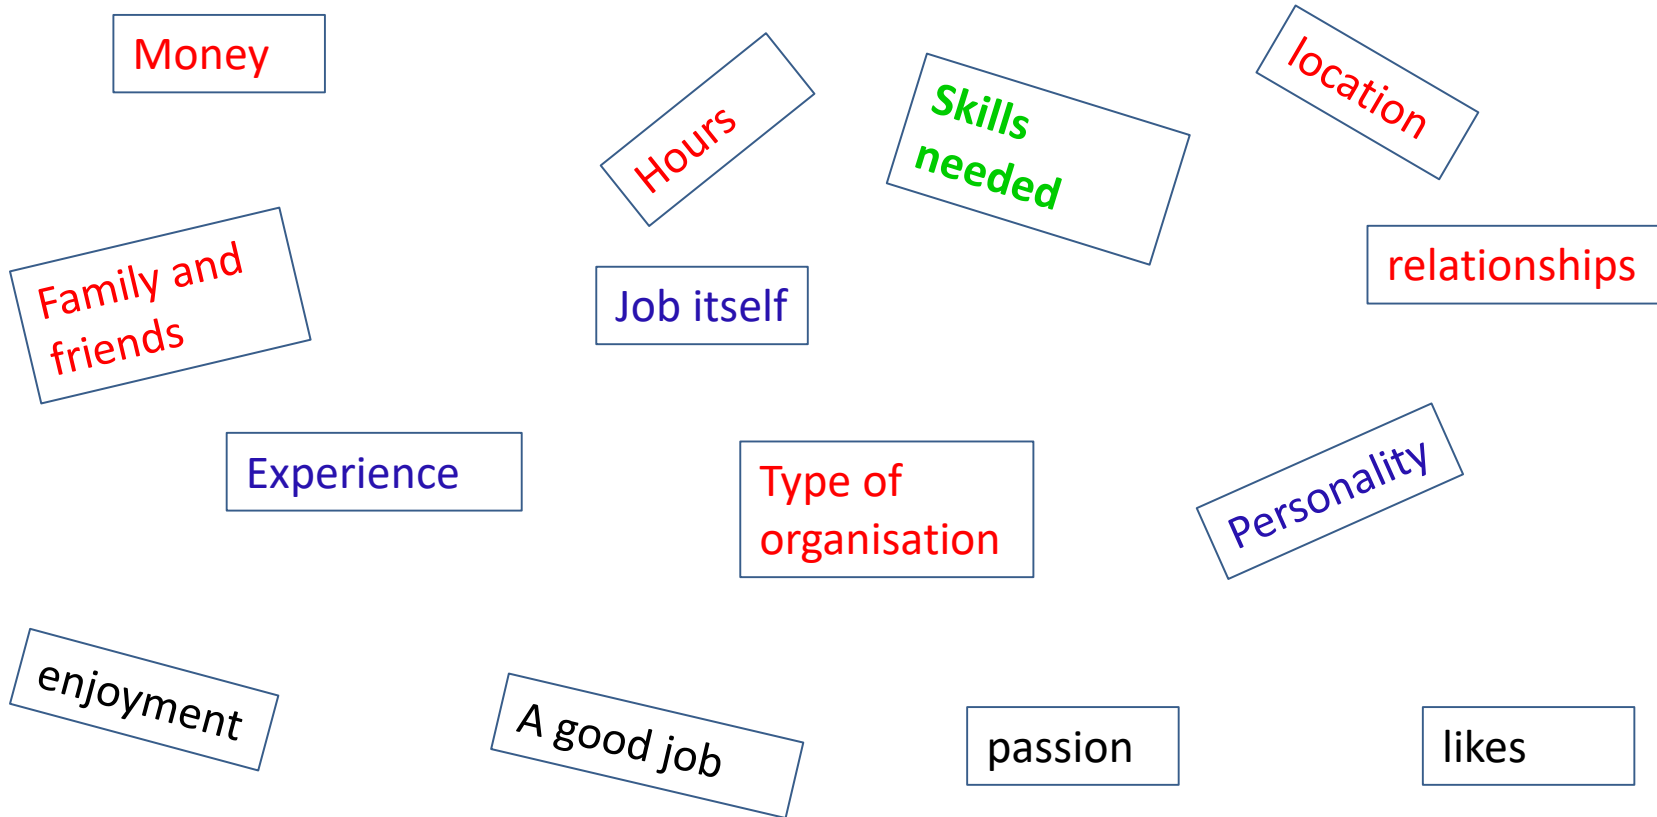 Money
Hours
Skills
needed
location
Family and
friends
Job itself
relationships
Experience
Type of
organisation
Personality
enjoyment
A good job
passion
likes